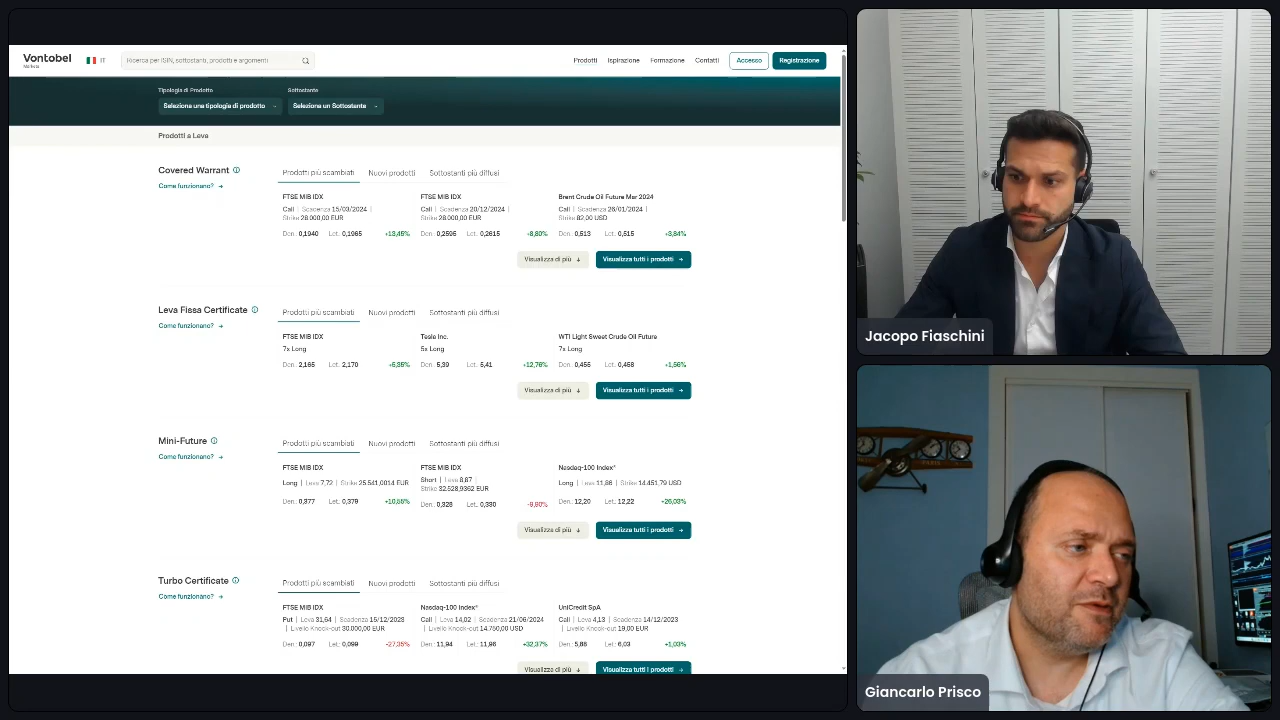 Vontobel
Markets
IT
Ricerca per ISIN, sottostanti, prodotti e argomenti
Prodotti
Ispirazione
Formazione
Contatti
Accesso
Registrazione
Tipologia di Prodotto
Sottostante
Seleziona una tipologia di prodotto
Seleziona un Sottostante
Prodotti a Leva
Covered Warrant
Come funzionano?
Prodotti più scambiati
Nuovi prodotti
Sottostanti più diffusi
FTSE MIB IDX
Call | Scadenza 15/03/2024 |
Strike 28.000,00 EUR
Den.: 0,1940 Let.: 0,1965 +13,45%
FTSE MIB IDX
Call | Scadenza 20/12/2024 |
Strike 28.000,00 EUR
Den.: 0,2595 Let.: 0,2615 +8,80%
Brent Crude Oil Future Mar 2024
Call | Scadenza 26/01/2024 |
Strike 82,00 USD
Den.: 0,513 Let.: 0,515 +3,84%
Visualizza di più
Visualizza tutti i prodotti
Leva Fissa Certificate
Come funzionano?
Prodotti più scambiati
Nuovi prodotti
Sottostanti più diffusi
FTSE MIB IDX
7x Long
Den.: 2,165 Let.: 2,170
Tesla Inc.
5x Long
Den.: 5,39 Let.: 5,41 +12,76%
WTI Light Sweet Crude Oil Future
7x Long
Den.: 0,455 Let.: 0,458 +1,56%
Visualizza di più
Visualizza tutti i prodotti
Mini-Future
Come funzionano?
Prodotti più scambiati
Nuovi prodotti
Sottostanti più diffusi
FTSE MIB IDX
Long | Leva 7,72 | Strike 25.541,0014 EUR
Den.: 0,377 Let.: 0,379 +10,55%
FTSE MIB IDX
Short | Leva 8,87 |
Strike 32.528,9362 EUR
Den.: 0,328 Let.: 0,330 -9,90%
Nasdaq-100 Index®
Long | Leva 11,86 | Strike 14.451,79 USD
Den.: 12,20 Let.: 12,22 +26,03%
Visualizza di più
Visualizza tutti i prodotti
Turbo Certificate
Come funzionano?
Prodotti più scambiati
Nuovi prodotti
Sottostanti più diffusi
FTSE MIB IDX
Put | Leva 31,64 | Scadenza 15/12/2023
| Livello Knock-out 30.000,00 EUR
Den.: 0,097 Let.: 0,099 -27,35%
Nasdaq-100 Index®
Call | Leva 14,02 | Scadenza 21/06/2024
| Livello Knock-out 14.750,00 USD
Den.: 11,94 Let.: 11,96 +32,37%
UniCredit SpA
Call | Leva 4,13 | Scadenza 14/12/2023
| Livello Knock-out 19,00 EUR
Den.: 5,88 Let.: 6,03 +1,03%
Visualizza di più
Visualizza tutti i prodotti
Jacopo Fiaschini
PARIS
Giancarlo Prisco